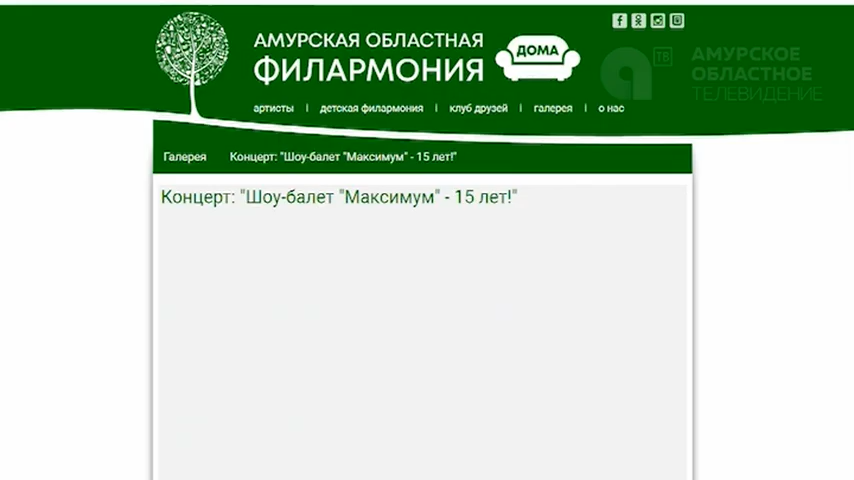 АМУРСКАЯ ОБЛАСТНАЯ
ФИЛАРМОНИЯ
ДОМА
ТВ
АМУРСКОЕ
ОБЛАСТНОЕ
ТЕЛЕВИДЕНИЕ
артисты | детская филармония | клуб друзей | галерея | о нас
Галерея Концерт: "Шоу-балет "Максимум" - 15 лет!"
Концерт: "Шоу-балет "Максимум" - 15 лет!"